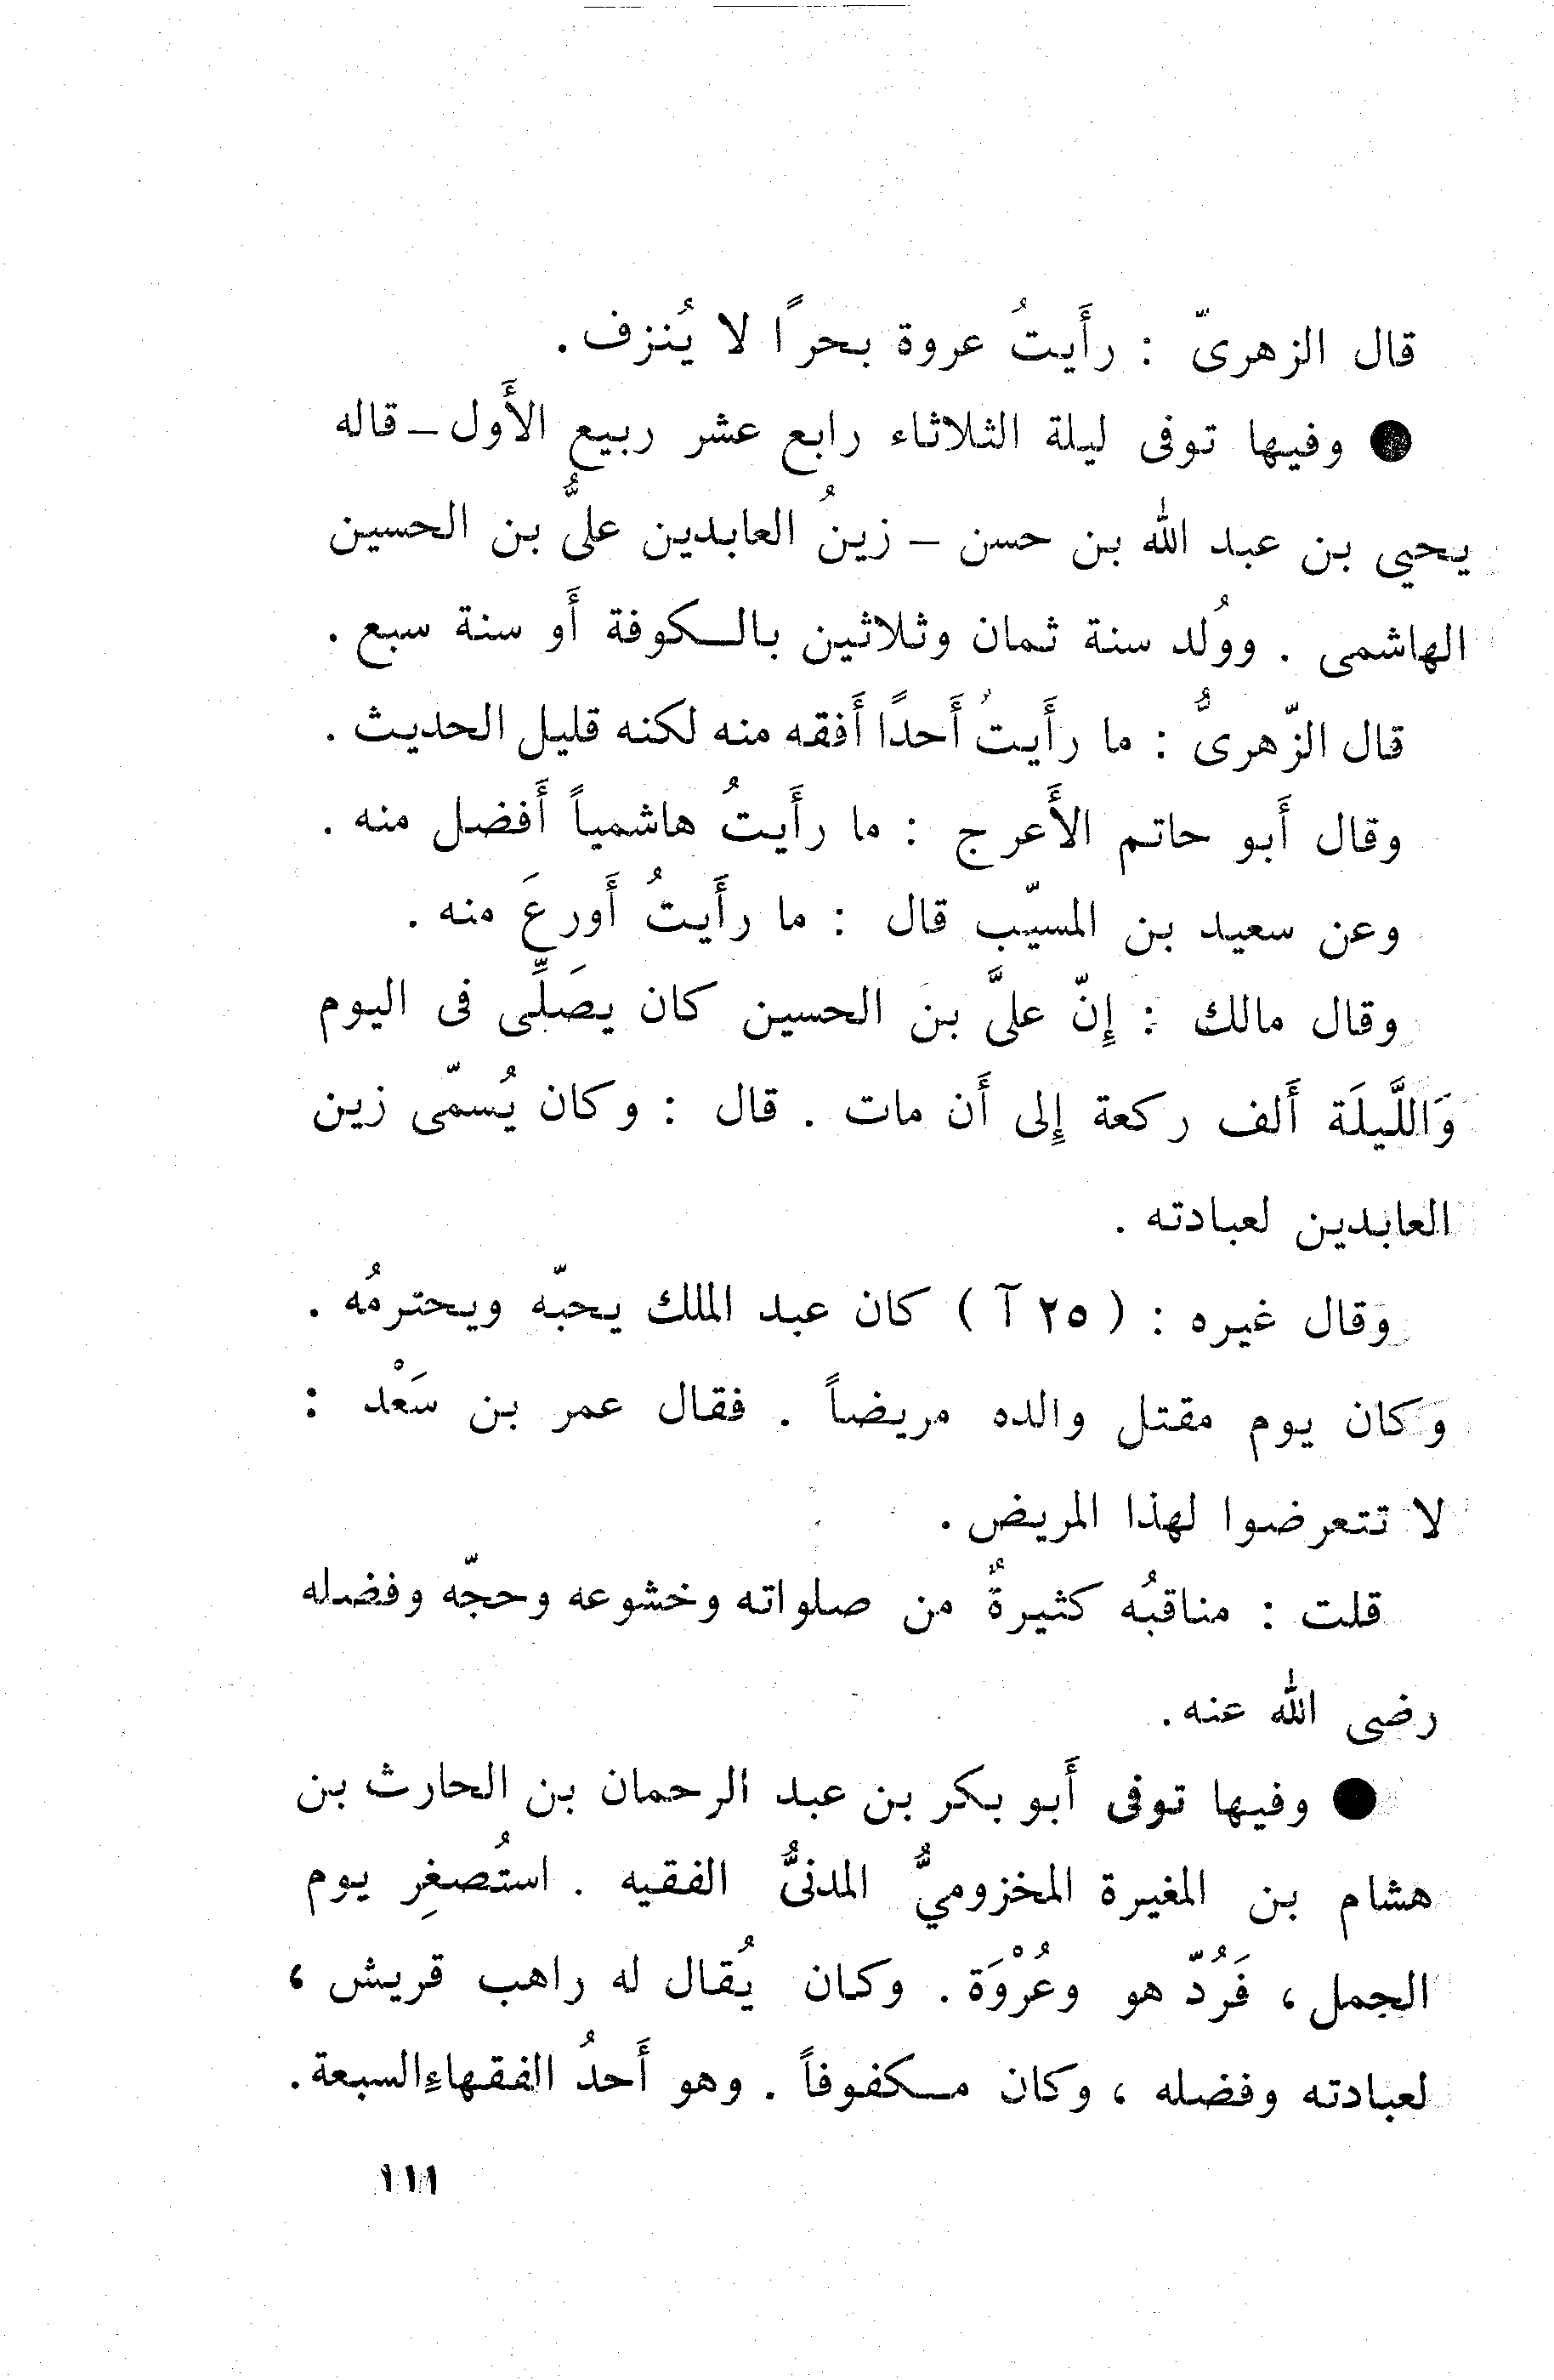 قال الزهرىّ : رأَيتُ عروة بحراً لا يُنزف .
● وفيها توفى ليلة الثلاثاء رابع عشر ربيع الأَول – قاله
يحيى بن عبد الله بن حسن – زينُ العابدين علىُّ بن الحسين
الهاشمى . ووُلد سنة ثمان وثلاثين بالـكوفة أَو سنة سبع .
قال الزّهرىُّ : ما رأَيتُ أَحدًا أَفقه منه لكنه قليل الحديث .
وقال أَبو حاتم الأَعرج : ما رأَيتُ هاشمياً أَفضل منه .
وعن سعيد بن المسيّب قال : ما رأَيتُ أَورعَ منه .
وقال مالك : إِنّ علىَّ بن الحسين كان يصَلِّى فى اليوم
وَاللَّيلَة أَلف ركعة إِلى أَن مات . قال : وكان يُسمّى زين
العابدين لعبادته .
وقال غيره : ( ٢٥ آ ) كان عبد الملك يحبّه ويحترمُه .
وكان يوم مقتل والده مريضاً . فقال عمر بن سَعْد :
لا تتعرضوا لهذا المريض .
قلت : مناقبُه كثيرةٌ من صلواته وخشوعه وحجّه وفضله
رضى الله عنه .
● وفيها توفى أَبو بكر بن عبد الرحمان بن الحارث بن
هشام بن المغيرة المخزوميُّ المدنىُّ الفقيه . استُصغِر يوم
الجمل ، فَرُدّ هو وعُرْوَة . وكان يُقال له راهب قريش ،
لعبادته وفضله ، وكان مـكفوفاً . وهو أَحدُ الفقهاءِ السبعة .
١١١